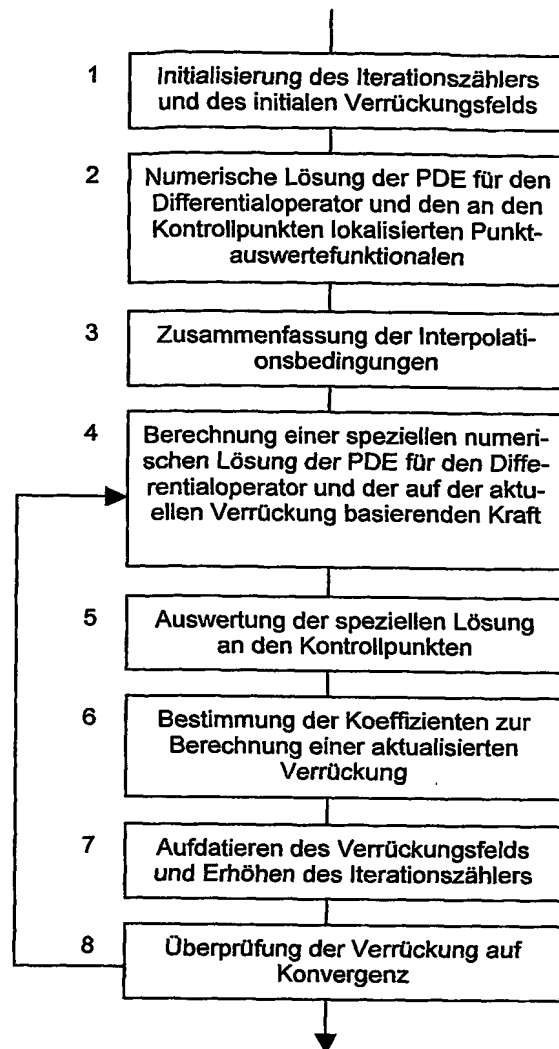 1 Initialisierung des Iterationszählers
und des initialen Verrückungsfelds
2 Numerische Lösung der PDE für den
Differentialoperator und den an den
Kontrollpunkten lokalisierten Punkt-
auswertefunktionalen
3 Zusammenfassung der Interpolati-
onsbedingungen
4 Berechnung einer speziellen numeri-
schen Lösung der PDE für den Diffe-
rentialoperator und der auf der aktu-
ellen Verrückung basierenden Kraft
5 Auswertung der speziellen Lösung
an den Kontrollpunkten
6 Bestimmung der Koeffizienten zur
Berechnung einer aktualisierten
Verrückung
7 Aufdatieren des Verrückungsfelds
und Erhöhen des Iterationszählers
8 Überprüfung der Verrückung auf
Konvergenz